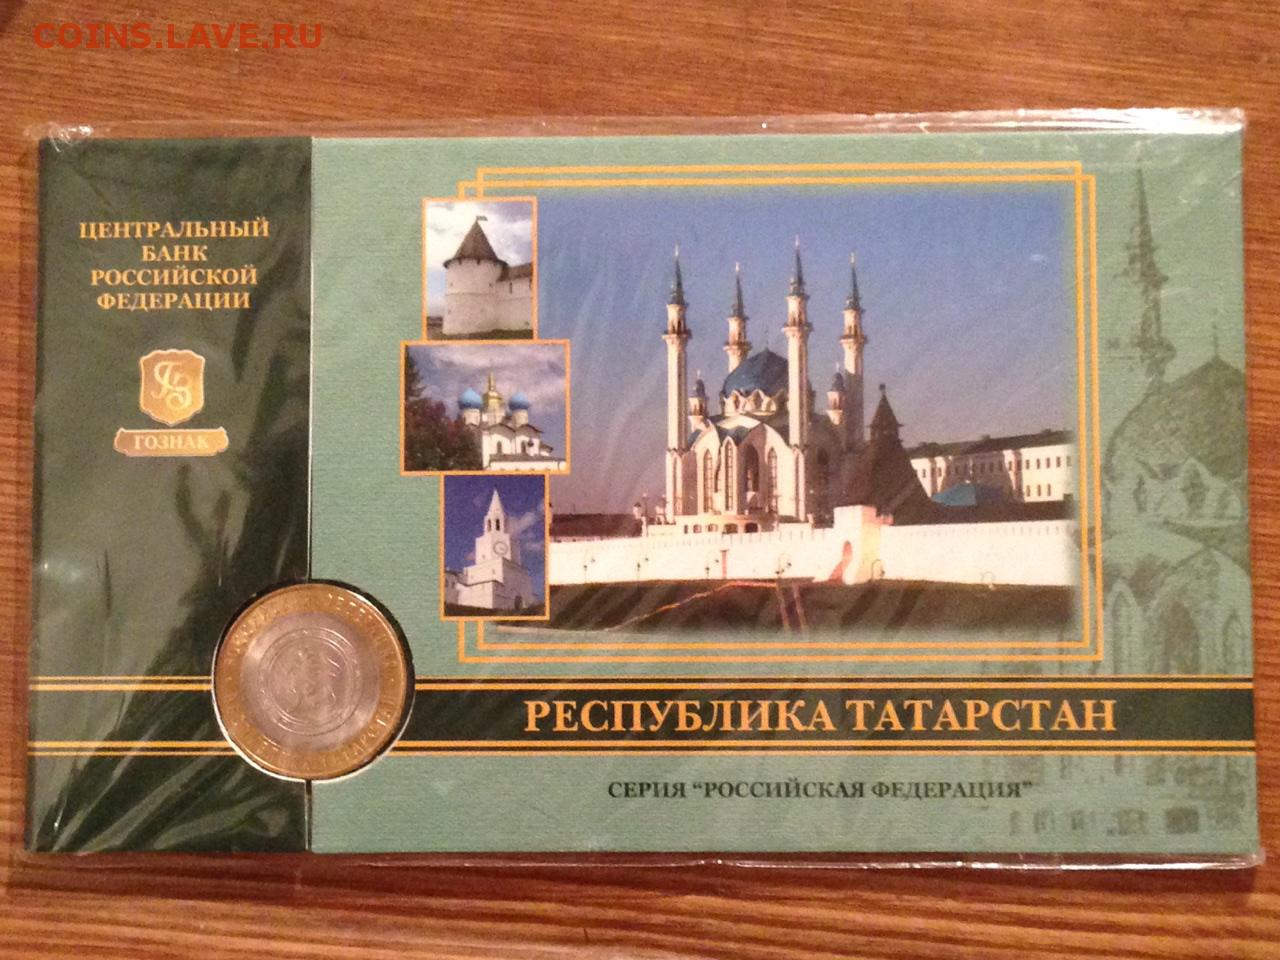 COINS.LAVE.RU
ЦЕНТРАЛЬНЫЙ
БАНК
РОССИЙСКОЙ
ФЕДЕРАЦИИ
ГОЗНАК
РЕСПУБЛИКА ТАТАРСТАН
СЕРИЯ "РОССИЙСКАЯ ФЕДЕРАЦИЯ"